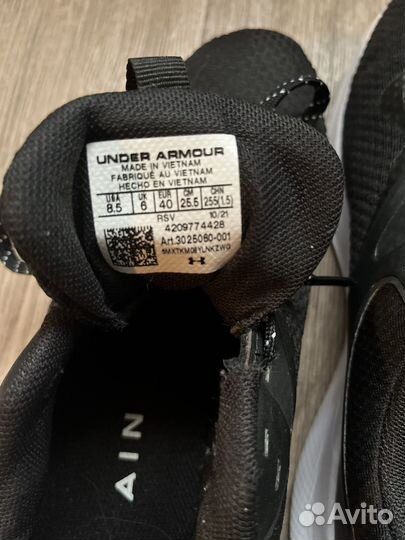 UNDER ARMOUR
MADE IN VIETNAM
FABRIQUÉ AU VIETNAM
HECHO EN VIETNAM
USA UK EUR CM CHN
8.5 6 40 25.5 255(1.5)
RSV 10/21
4209774428
Art.3025060-001
AIN
Avito